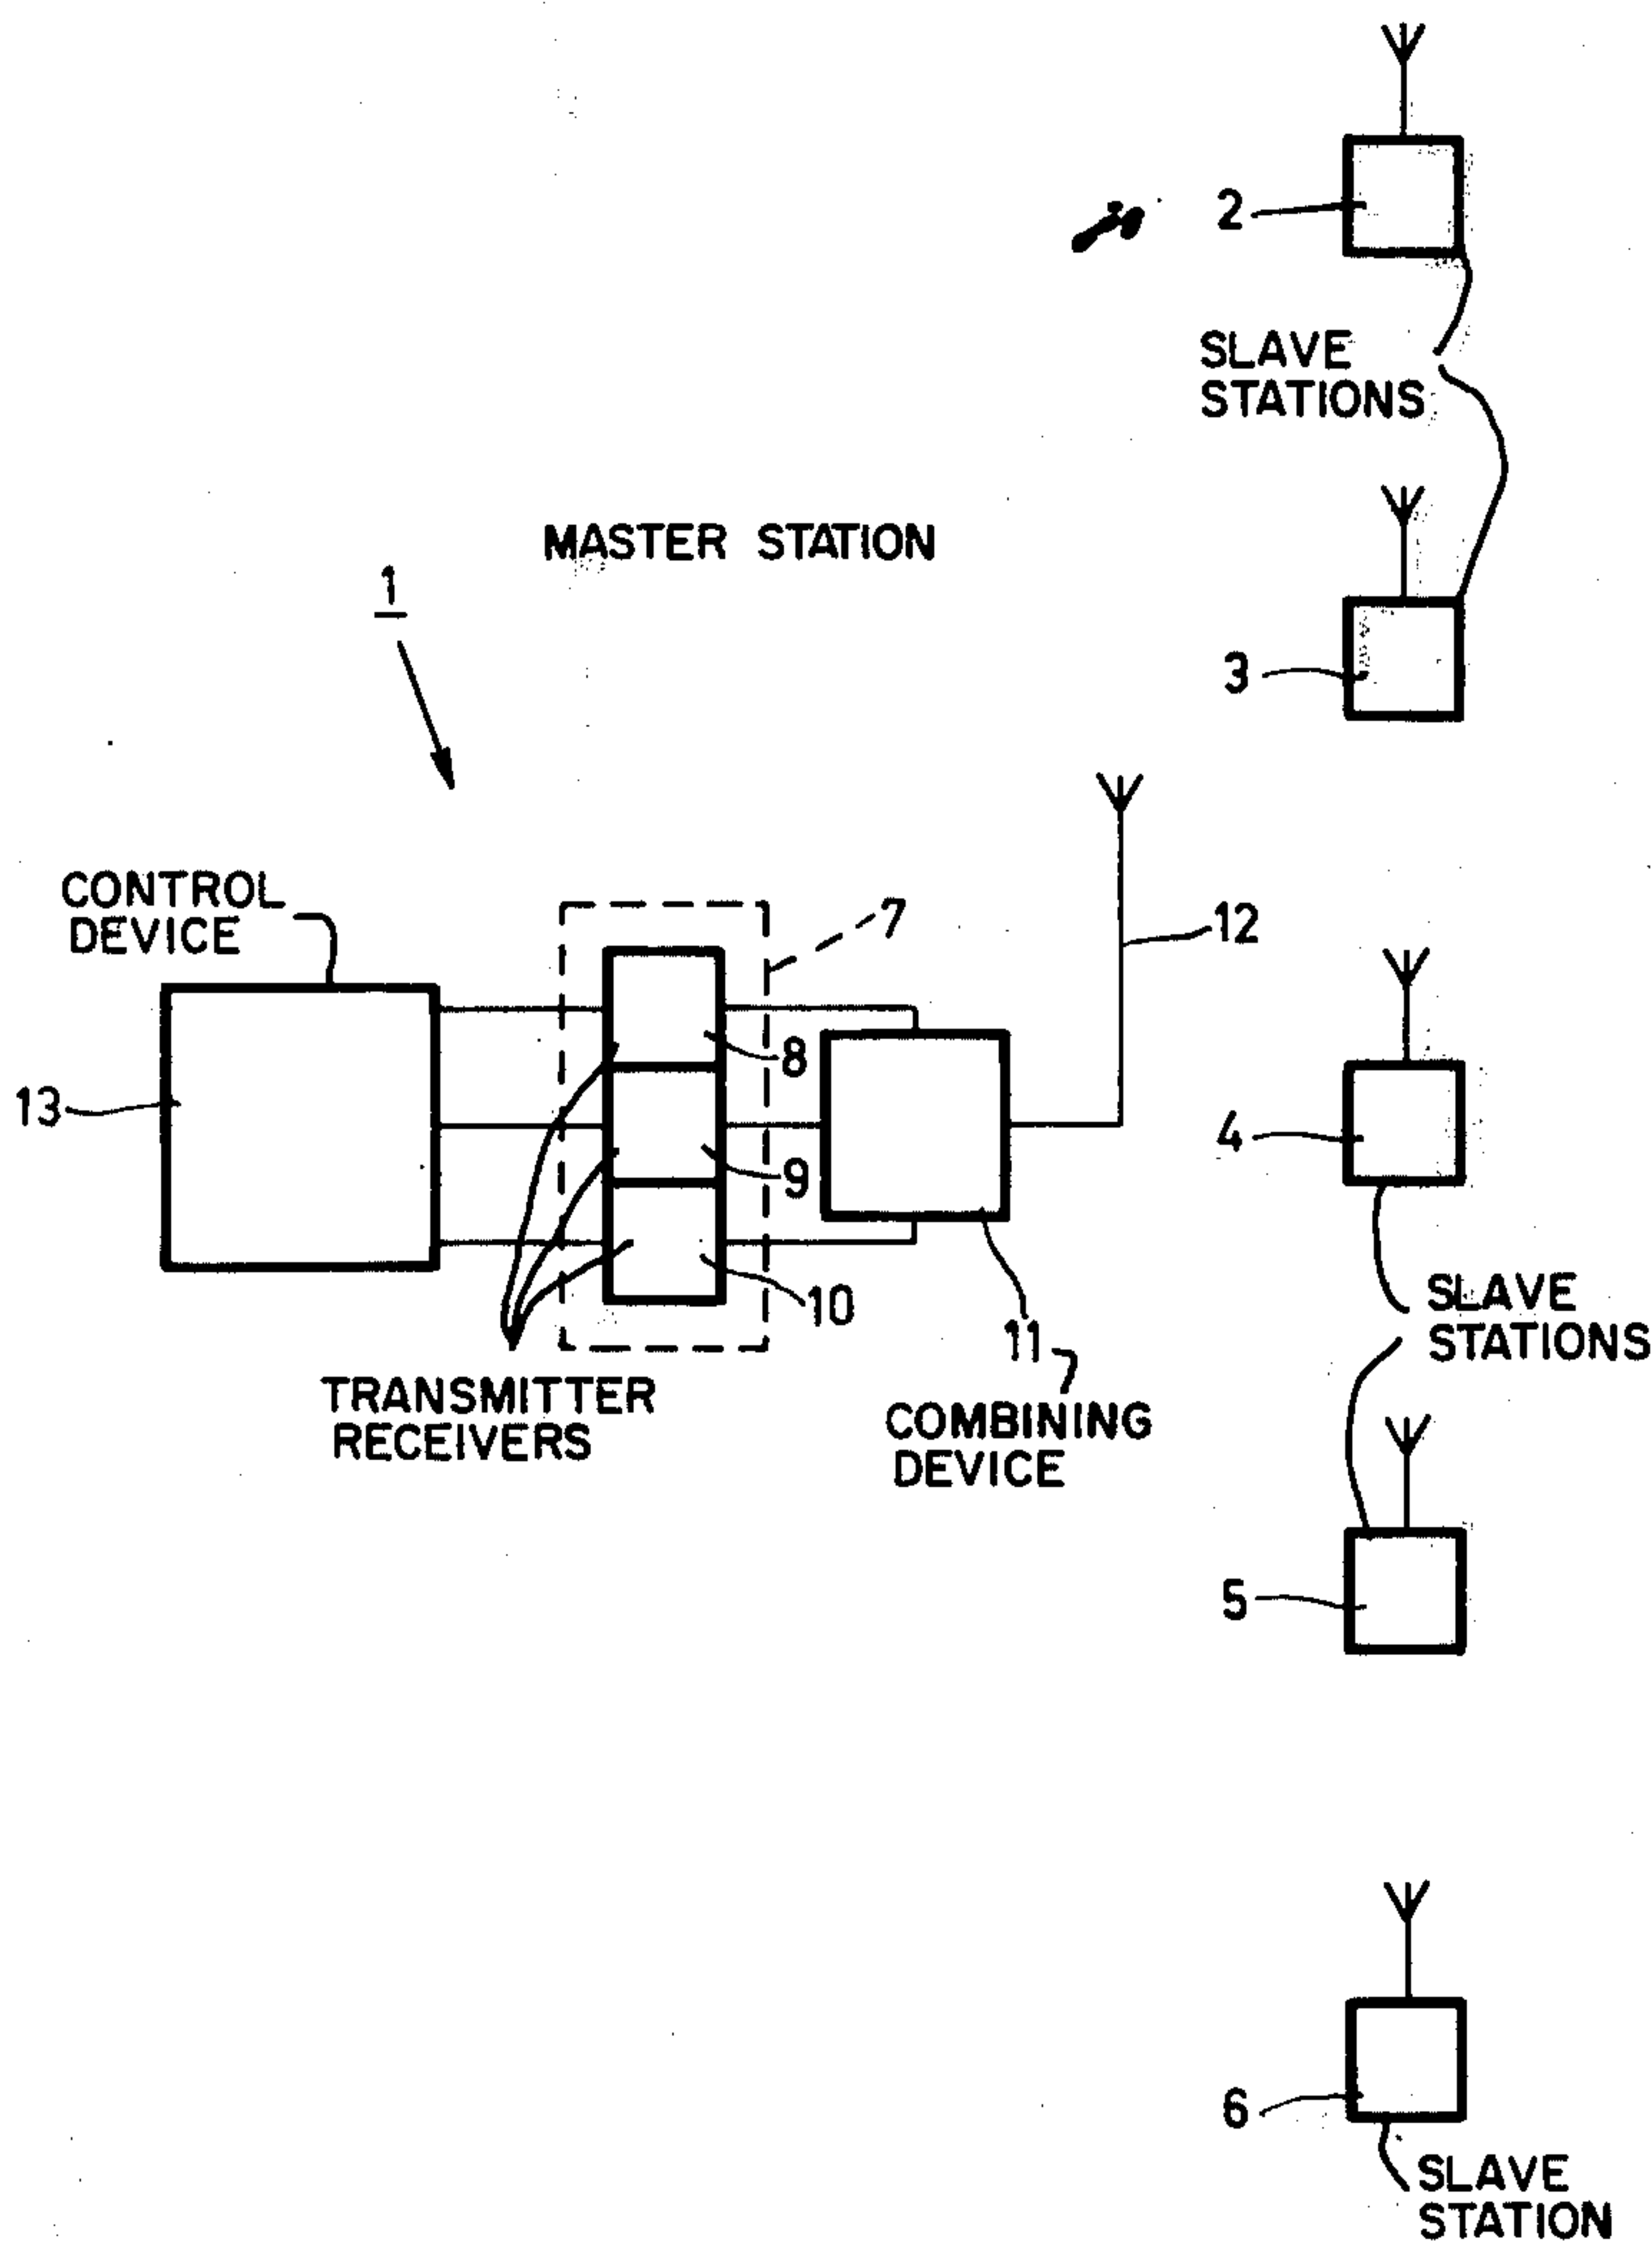 2
SLAVE
STATIONS
MASTER STATION
1
3
CONTROL
DEVICE
7
12
8
13
4
9
10
SLAVE
STATIONS
11
TRANSMITTER
RECEIVERS
COMBINING
DEVICE
5
6
SLAVE
STATION